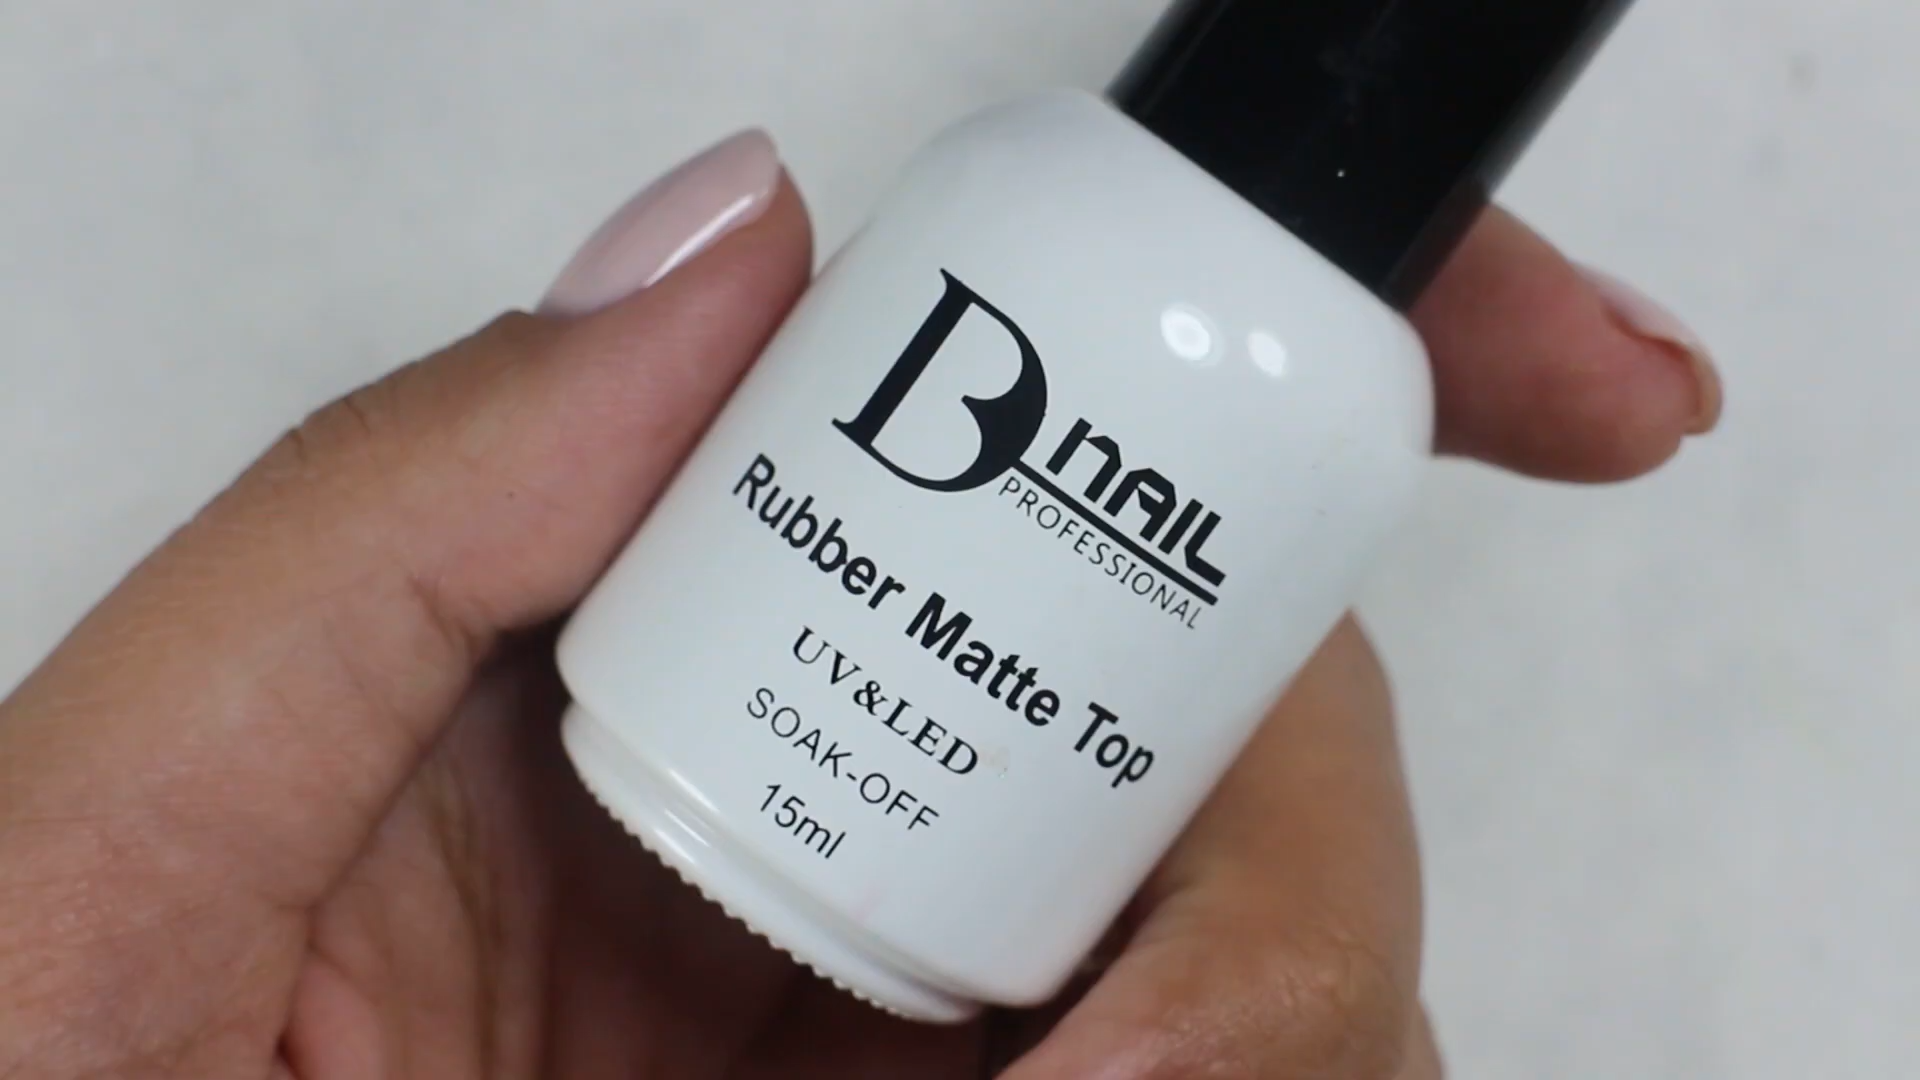 B NAIL
PROFESSIONAL
Rubber Matte Top
UV&LED
SOAK-OFF
15ml